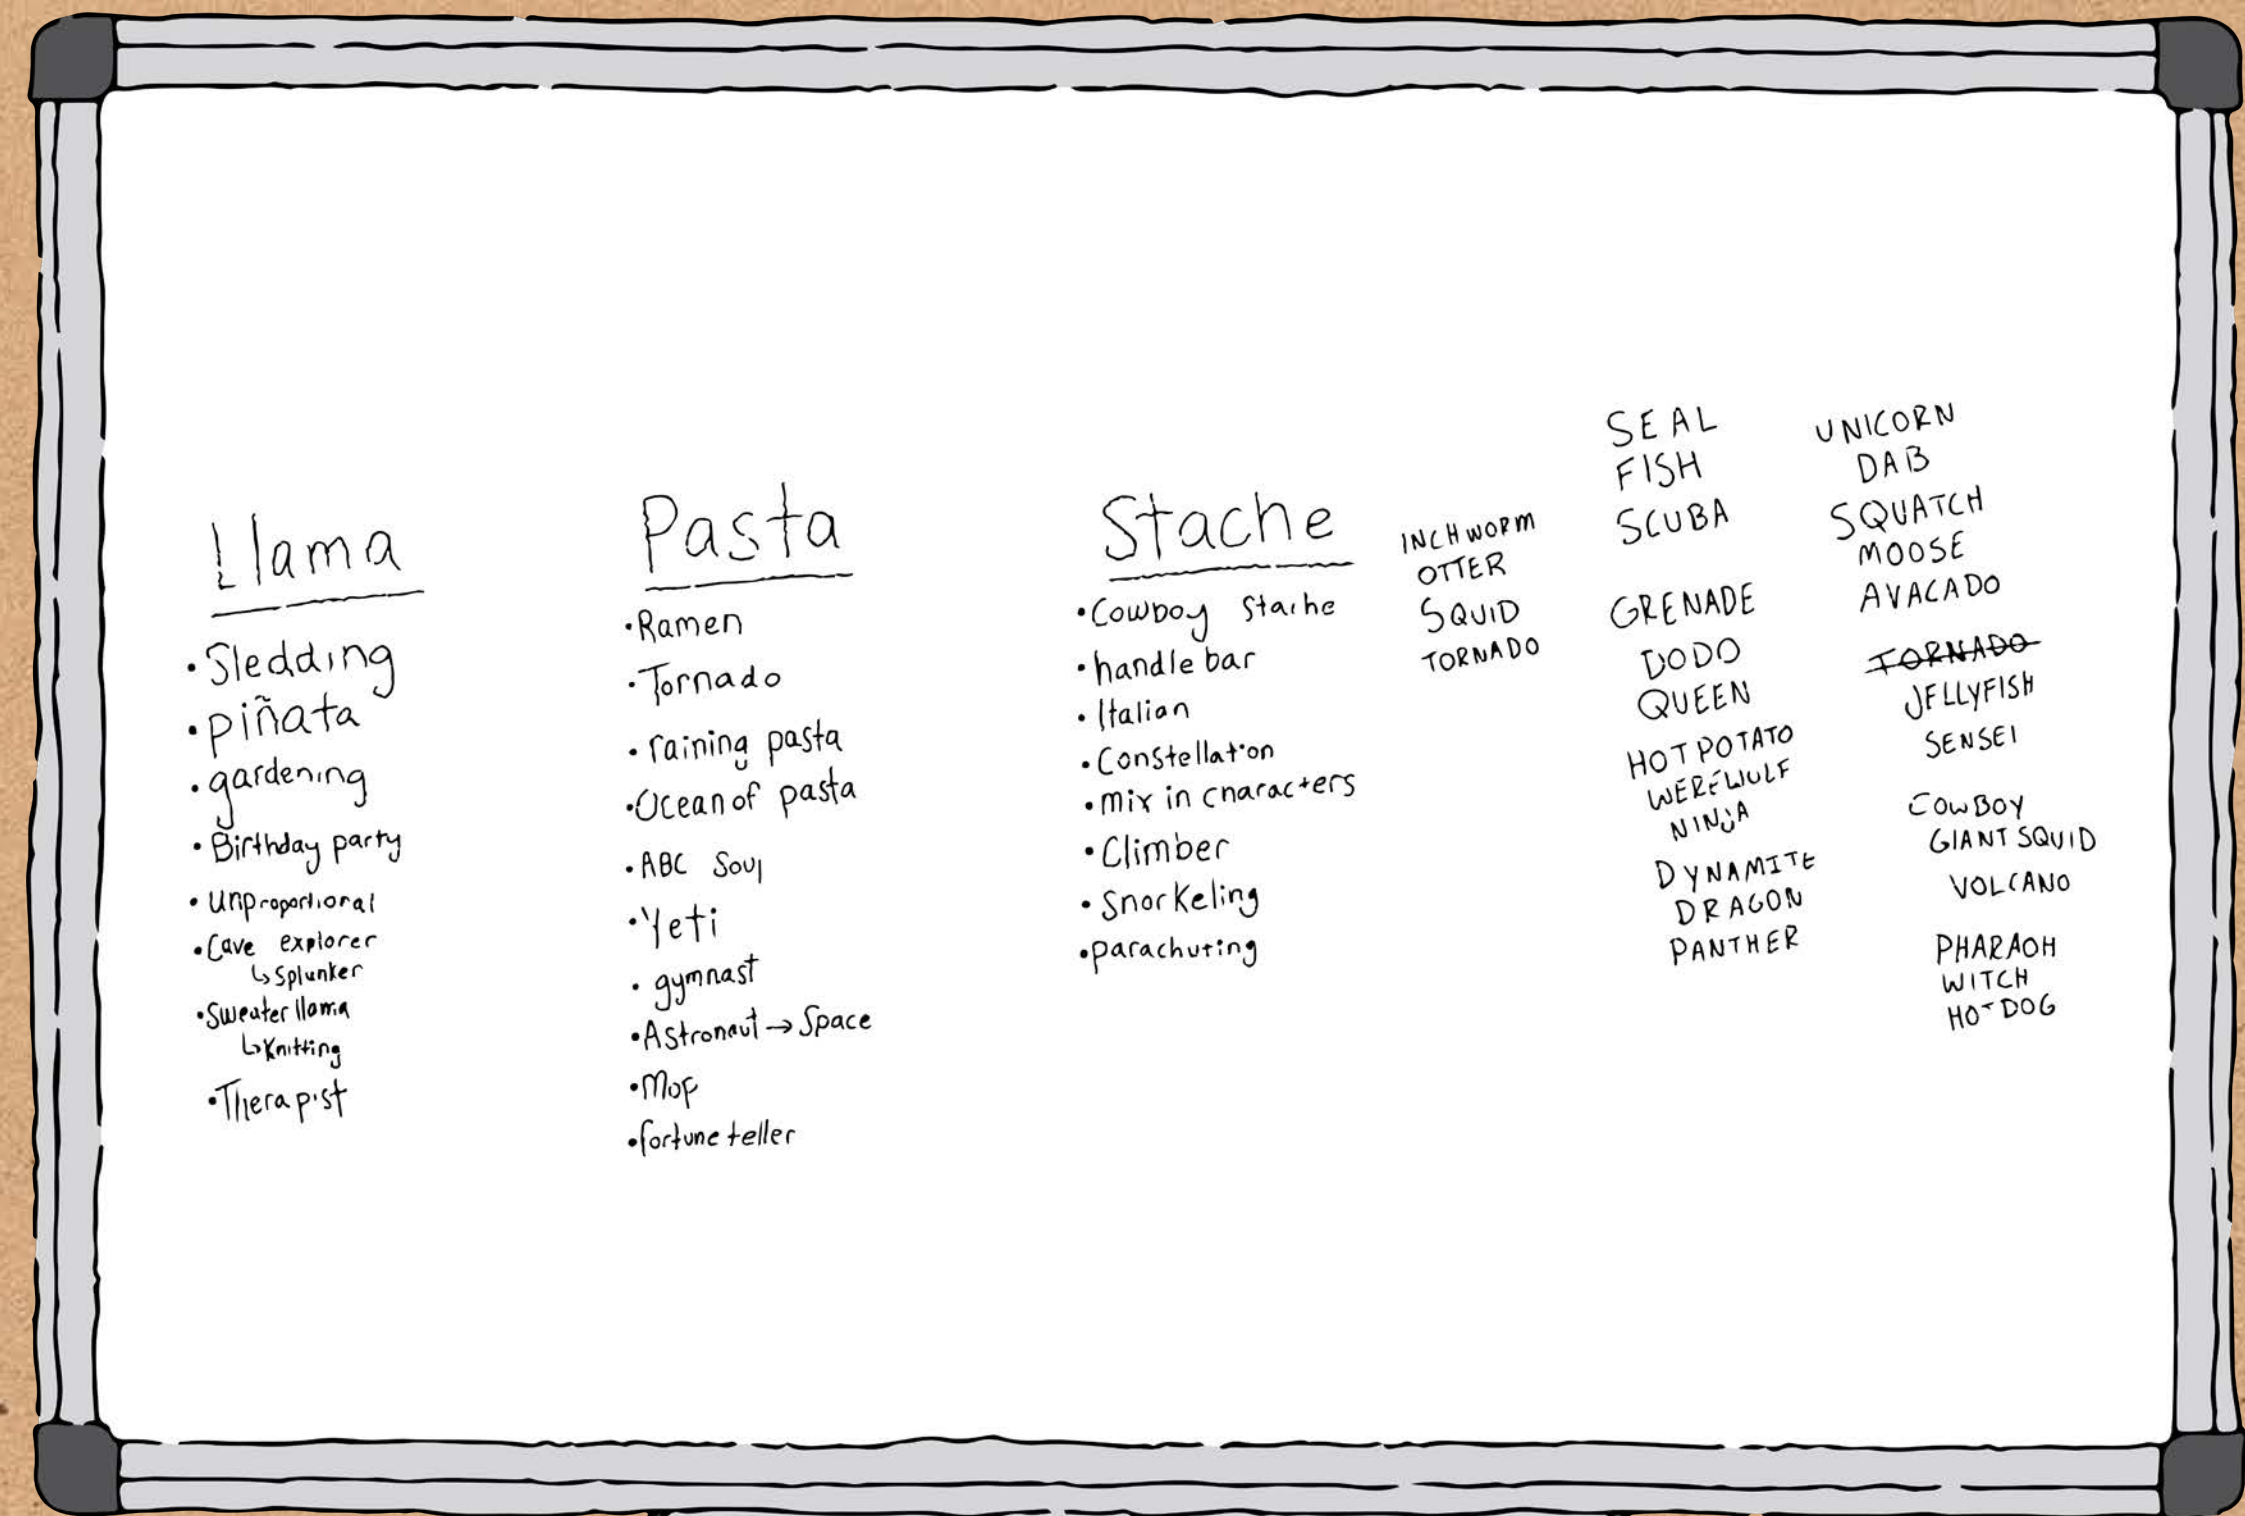 Llama
• Sledding
• piñata
• gardening
• Birthday party
• Unproportional
• Cave explorer
↳ Splunker
• Sweater llama
↳ Knitting
• Therapist
Pasta
• Ramen
• Tornado
• raining pasta
• Ocean of pasta
• ABC Soup
• Yeti
• gymnast
• Astronaut → Space
• Mop
• fortune teller
Stache
• Cowboy Stache
• handle bar
• Italian
• Constellation
• mix in characters
• Climber
• Snorkeling
• parachuting
INCHWORM
OTTER
SQUID
TORNADO
SEAL
FISH
SCUBA
GRENADE
DODO
QUEEN
HOT POTATO
WEREWULF
NINJA
DYNAMITE
DRAGON
PANTHER
UNICORN
DAB
SQUATCH
MOOSE
AVACADO
TORNADO
JELLYFISH
SENSEI
COWBOY
GIANT SQUID
VOLCANO
PHARAOH
WITCH
HOT DOG